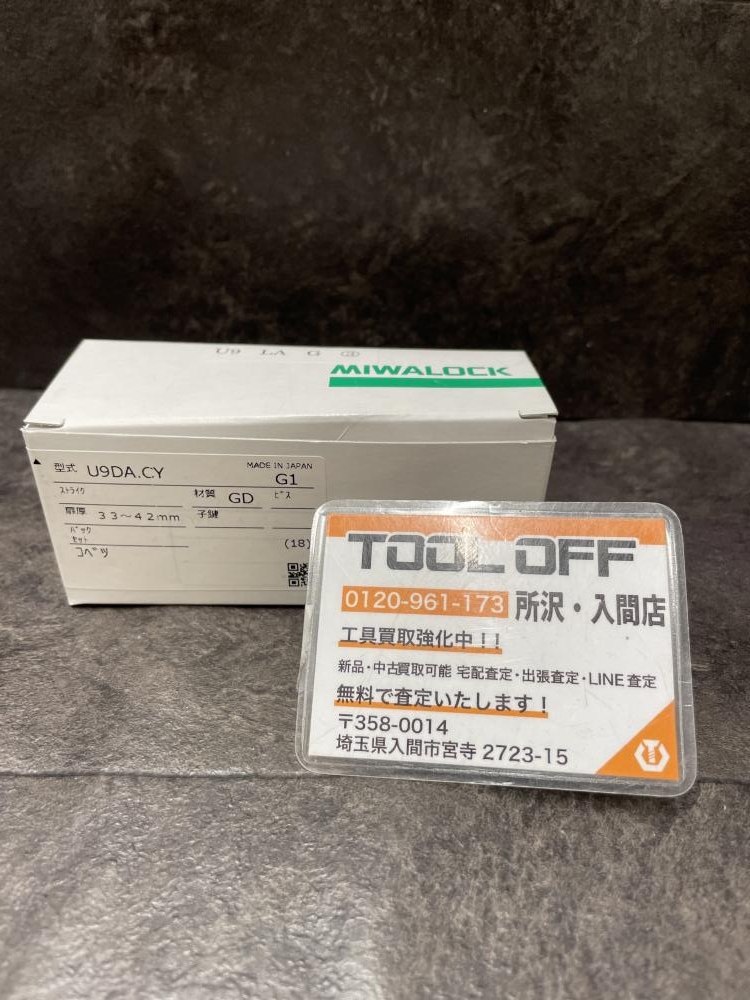 U9 LA G
MIWALOCK
型式 U9DA.CY
MADE IN JAPAN
G1
ストライク
材質 GD
ビス
扉厚 33～42mm
子鍵
バック
セット
コベツ
(18)
TOOL OFF
0120-961-173 所沢・入間店
工具買取強化中！！
新品・中古買取可能 宅配査定・出張査定・LINE査定
無料で査定いたします！
〒358-0014
埼玉県入間市宮寺 2723-15